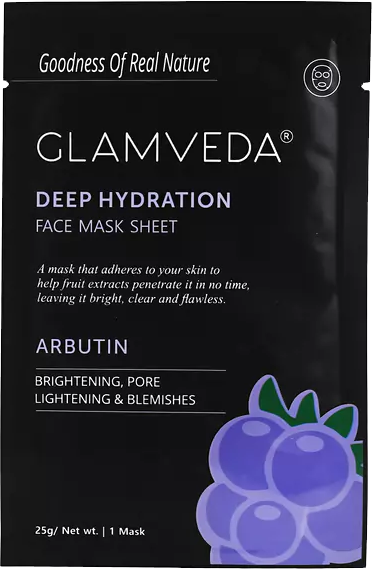 Goodness Of Real Nature
GLAMVEDA®
DEEP HYDRATION
FACE MASK SHEET
A mask that adheres to your skin to
help fruit extracts penetrate it in no time,
leaving it bright, clear and flawless.
ARBUTIN
BRIGHTENING, PORE
LIGHTENING & BLEMISHES
25g/ Net wt. | 1 Mask